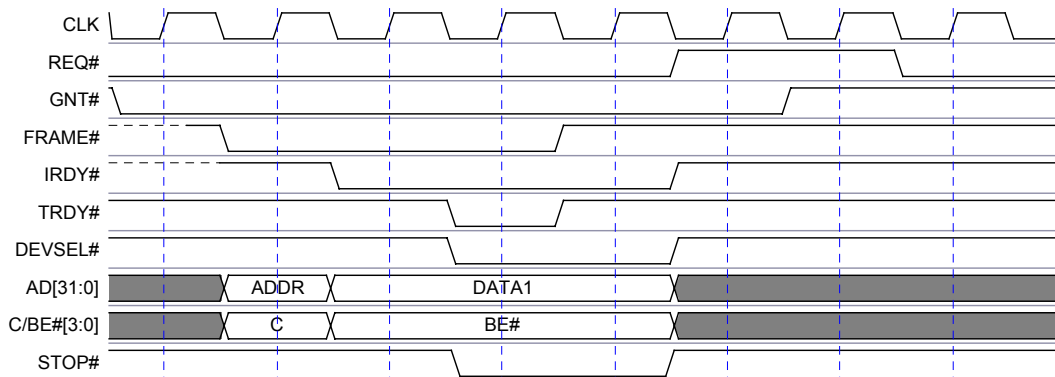 CLK
REQ#
GNT#
FRAME#
IRDY#
TRDY#
DEVSEL#
AD[31:0] ADDR DATA1
C/BE#[3:0] C BE#
STOP#